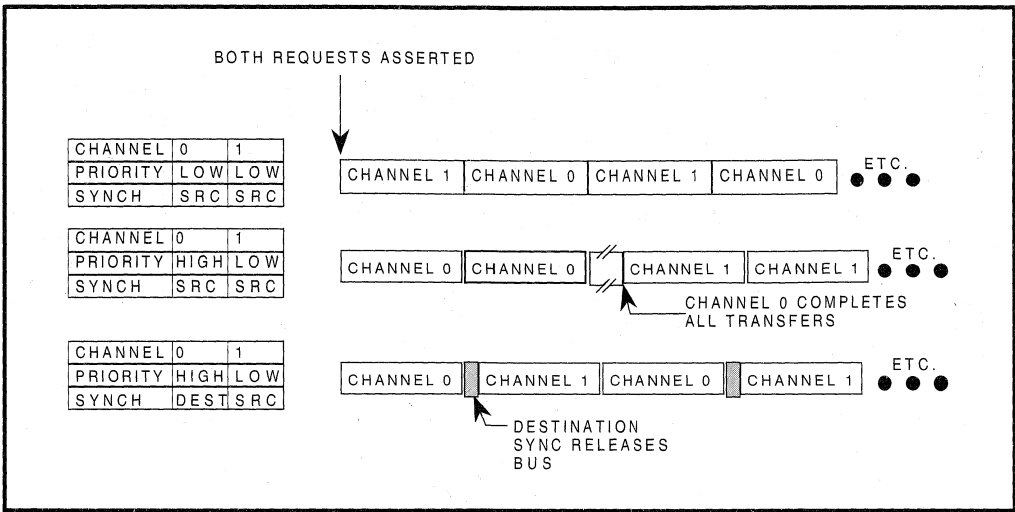 BOTH REQUESTS ASSERTED
CHANNEL 0 1
PRIORITY LOW LOW
SYNCH SRC SRC
CHANNEL 1 CHANNEL 0 CHANNEL 1 CHANNEL 0 ETC.
CHANNEL 0 1
PRIORITY HIGH LOW
SYNCH SRC SRC
CHANNEL 0 CHANNEL 0 CHANNEL 1 CHANNEL 1 ETC.
CHANNEL 0 COMPLETES
ALL TRANSFERS
CHANNEL 0 1
PRIORITY HIGH LOW
SYNCH DEST SRC
CHANNEL 0 CHANNEL 1 CHANNEL 0 CHANNEL 1 ETC.
DESTINATION
SYNC RELEASES
BUS